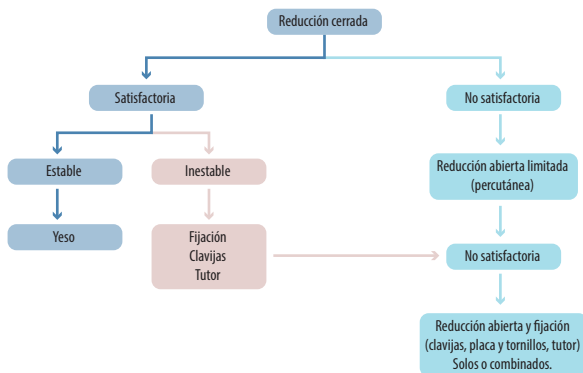 Reducción cerrada
Satisfactoria
No satisfactoria
Estable
Inestable
Reducción abierta limitada
(percutánea)
Yeso
Fijación
Clavijas
Tutor
No satisfactoria
Reducción abierta y fijación
(clavijas, placa y tornillos, tutor)
Solos o combinados.